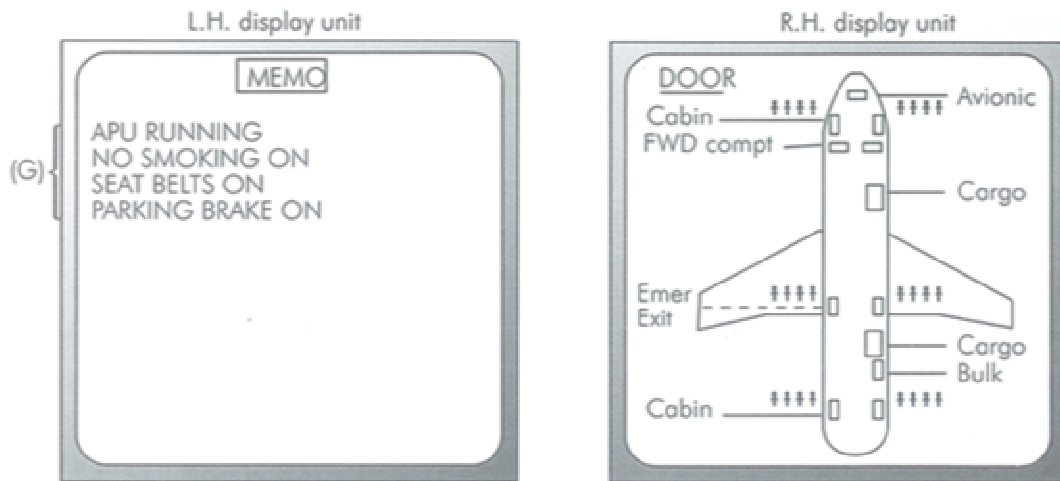 L.H. display unit
MEMO
(G)
APU RUNNING
NO SMOKING ON
SEAT BELTS ON
PARKING BRAKE ON
R.H. display unit
DOOR
Avionic
Cabin
FWD compt
Cargo
Emer
Exit
Cargo
Bulk
Cabin